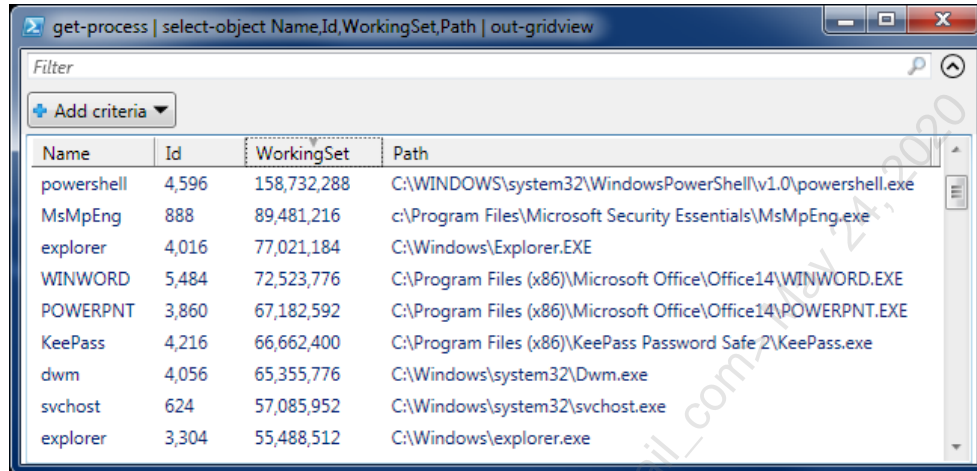 get-process | select-object Name,Id,WorkingSet,Path | out-gridview
Filter
Add criteria
Name Id WorkingSet Path
powershell 4,596 158,732,288 C:\WINDOWS\system32\WindowsPowerShell\v1.0\powershell.exe
MsMpEng 888 89,481,216 c:\Program Files\Microsoft Security Essentials\MsMpEng.exe
explorer 4,016 77,021,184 C:\Windows\Explorer.EXE
WINWORD 5,484 72,523,776 C:\Program Files (x86)\Microsoft Office\Office14\WINWORD.EXE
POWERPNT 3,860 67,182,592 C:\Program Files (x86)\Microsoft Office\Office14\POWERPNT.EXE
KeePass 4,216 66,662,400 C:\Program Files (x86)\KeePass Password Safe 2\KeePass.exe
dwm 4,056 65,355,776 C:\Windows\system32\Dwm.exe
svchost 624 57,085,952 C:\Windows\system32\svchost.exe
explorer 3,304 55,488,512 C:\Windows\explorer.exe
ail_com> May 24, 2020